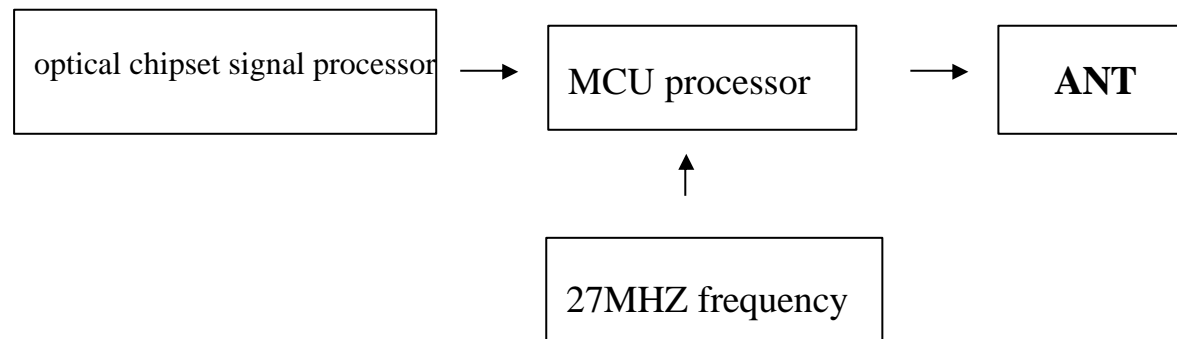 optical chipset signal processor
MCU processor
ANT
27MHZ frequency